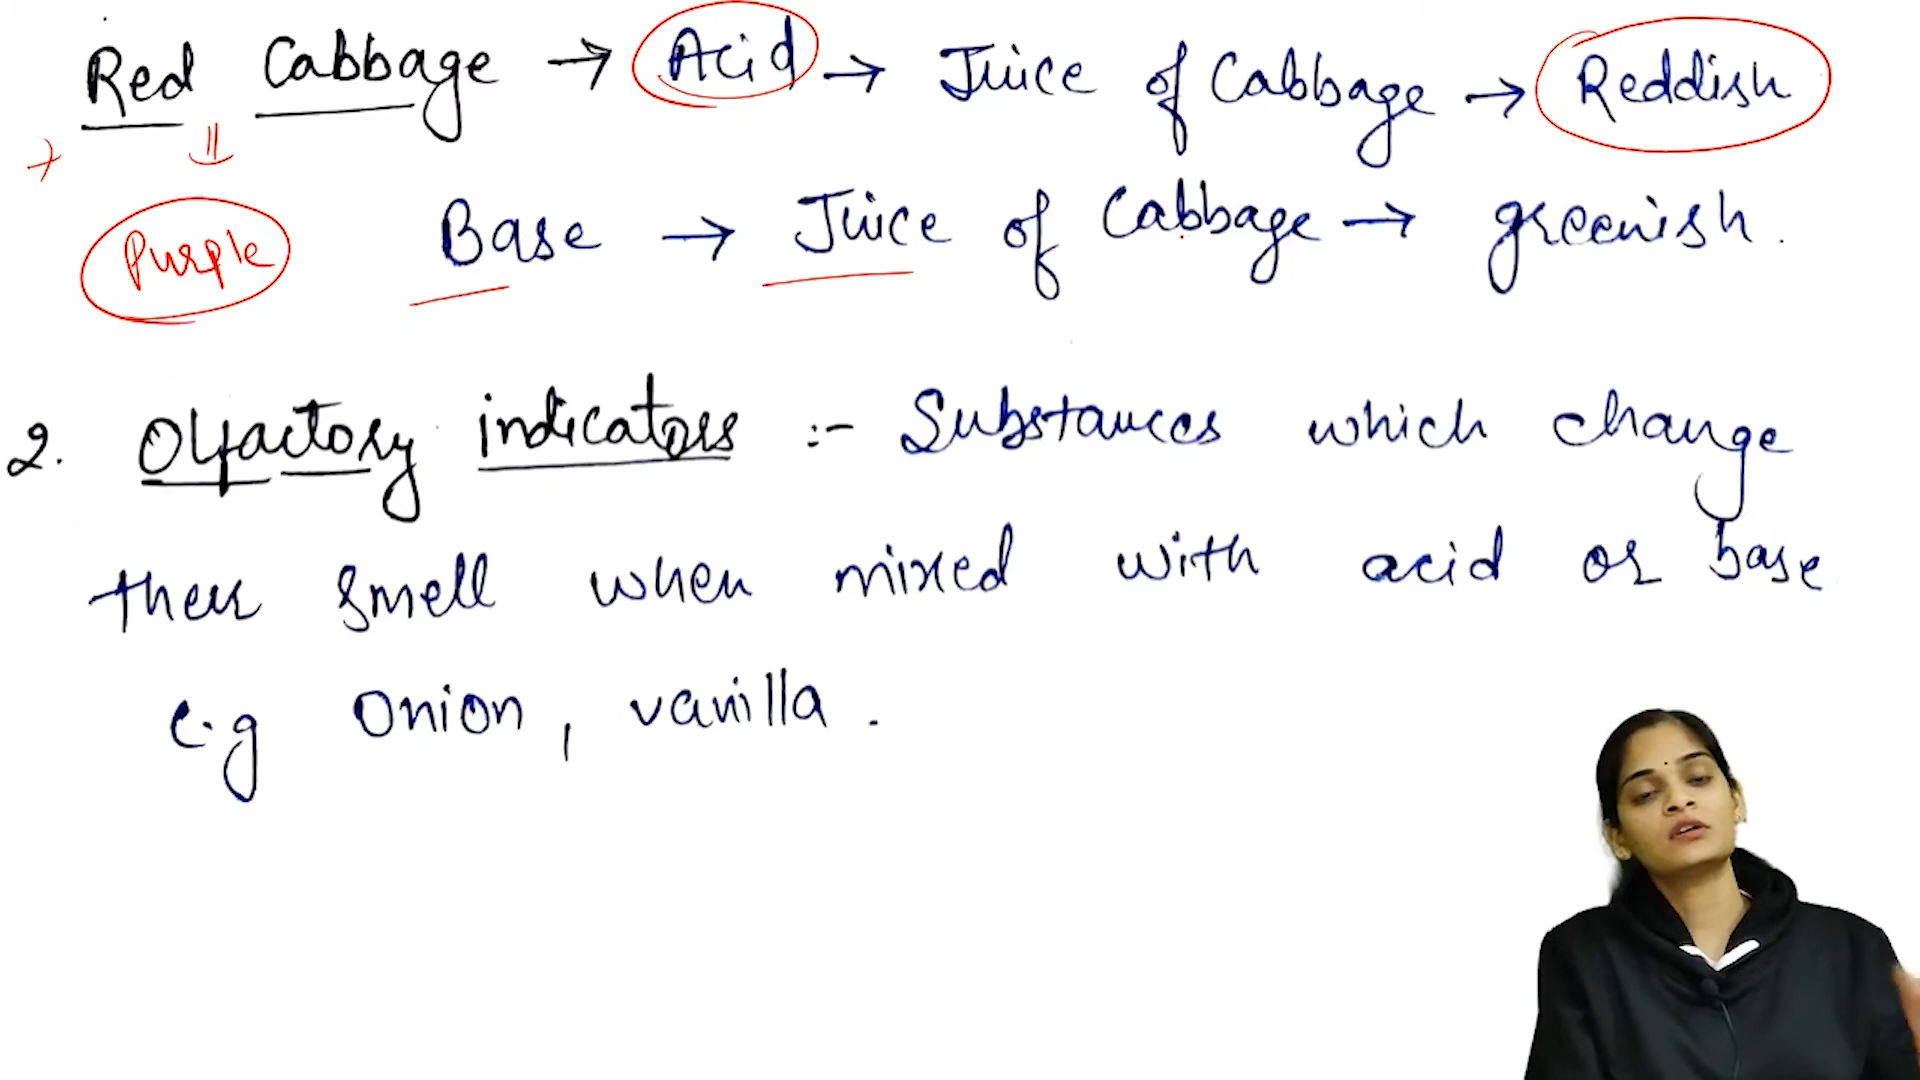 Red Cabbage → Acid → Juice of Cabbage → Reddish
Purple
Base → Juice of Cabbage → greenish.
2. Olfactory indicators :- Substances which change
their smell when mixed with acid or base
e.g Onion, vanilla.